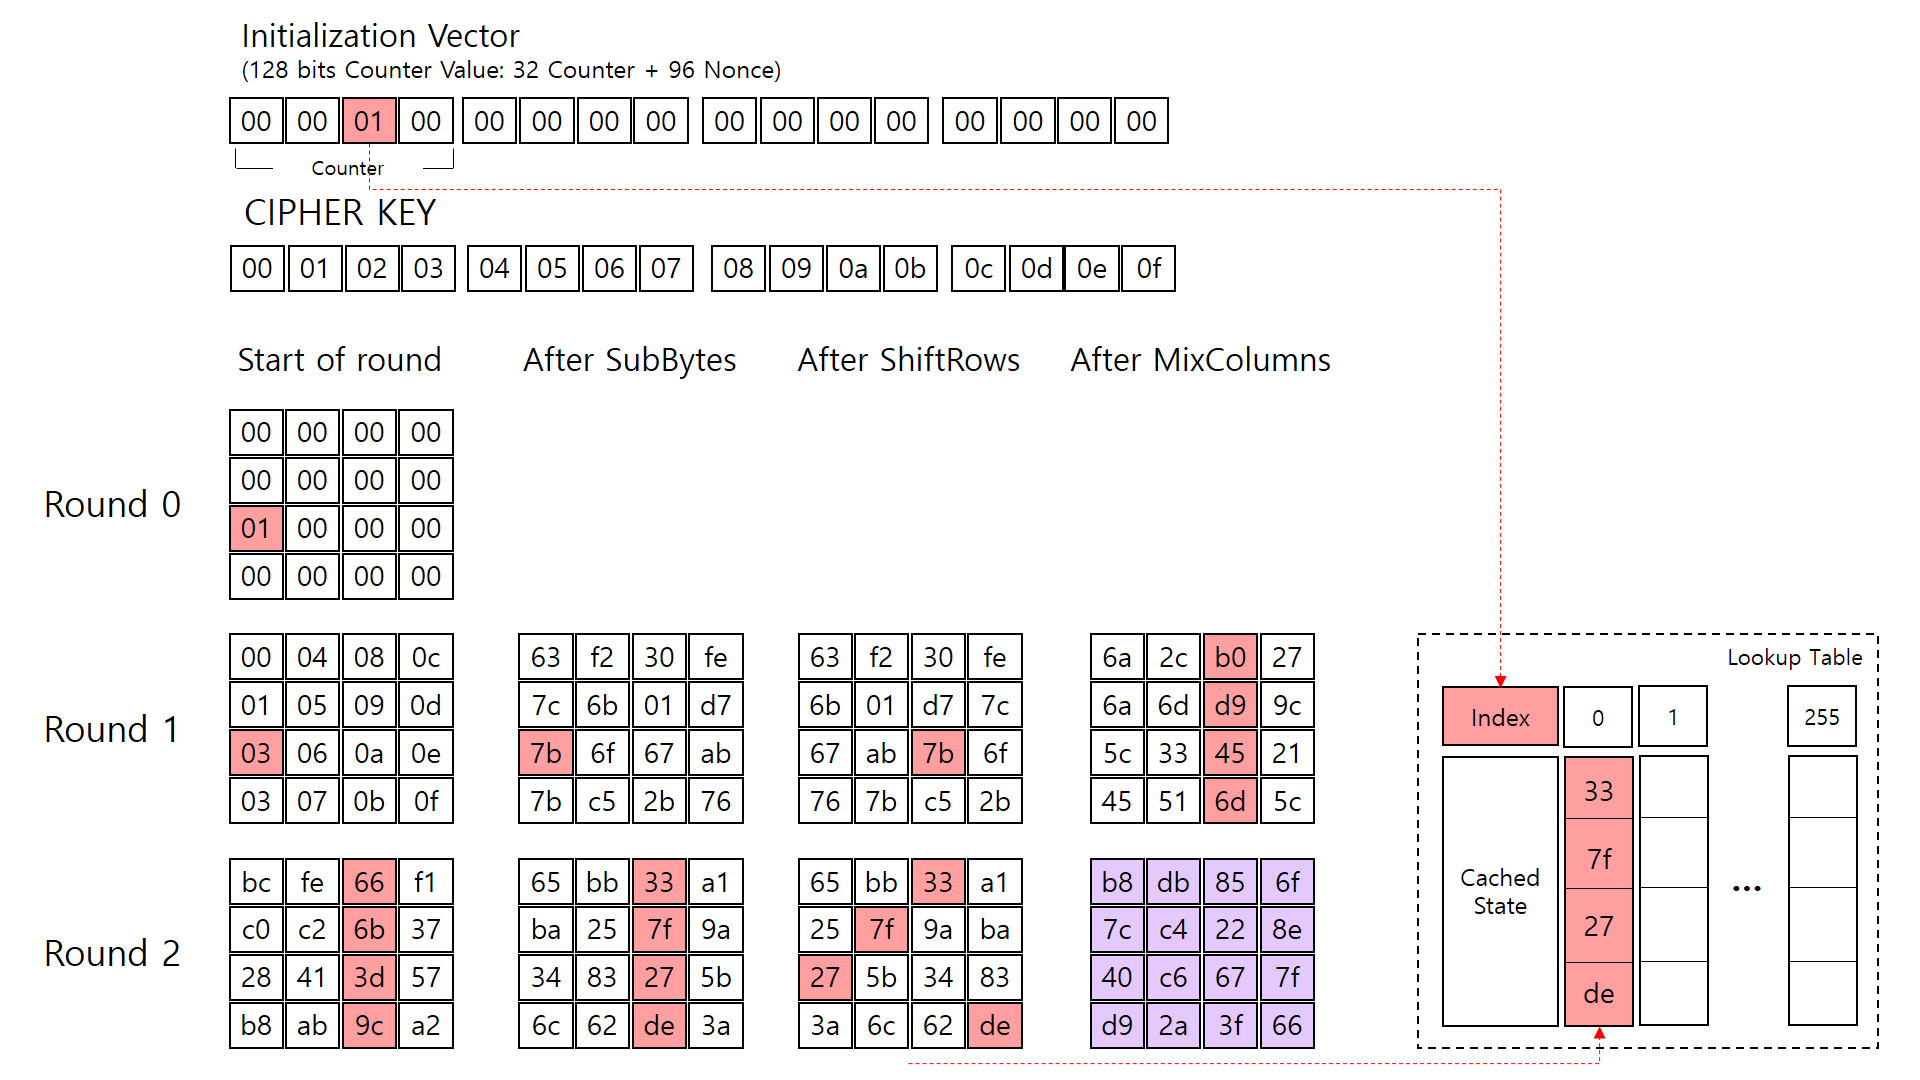 Initialization Vector
(128 bits Counter Value: 32 Counter + 96 Nonce)
00 00 01 00 00 00 00 00 00 00 00 00 00 00 00 00
Counter
CIPHER KEY
00 01 02 03 04 05 06 07 08 09 0a 0b 0c 0d 0e 0f
Start of round After SubBytes After ShiftRows After MixColumns
Round 0
00 00 00 00
00 00 00 00
01 00 00 00
00 00 00 00
Round 1
00 04 08 0c 63 f2 30 fe 63 f2 30 fe 6a 2c b0 27
01 05 09 0d 7c 6b 01 d7 6b 01 d7 7c 6a 6d d9 9c
03 06 0a 0e 7b 6f 67 ab 67 ab 7b 6f 5c 33 45 21
03 07 0b 0f 7b c5 2b 76 76 7b c5 2b 45 51 6d 5c
Round 2
bc fe 66 f1 65 bb 33 a1 65 bb 33 a1 b8 db 85 6f
c0 c2 6b 37 ba 25 7f 9a 25 7f 9a ba 7c c4 22 8e
28 41 3d 57 34 83 27 5b 27 5b 34 83 40 c6 67 7f
b8 ab 9c a2 6c 62 de 3a 3a 6c 62 de d9 2a 3f 66
Lookup Table
Index 0 1 255
Cached
State
33
7f
27
de
...